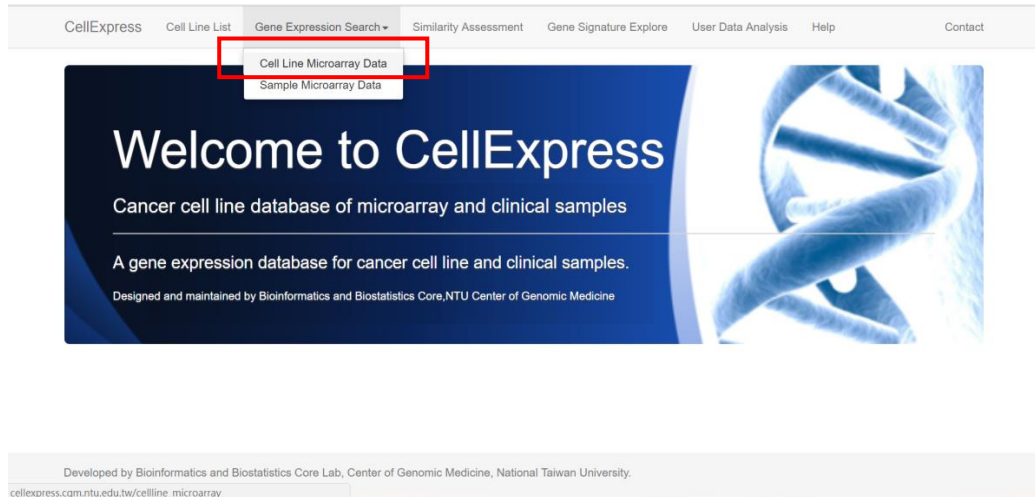 CellExpress Cell Line List Gene Expression Search Similarity Assessment Gene Signature Explore User Data Analysis Help Contact
Cell Line Microarray Data
Sample Microarray Data
Welcome to CellExpress
Cancer cell line database of microarray and clinical samples
A gene expression database for cancer cell line and clinical samples.
Designed and maintained by Bioinformatics and Biostatistics Core,NTU Center of Genomic Medicine
Developed by Bioinformatics and Biostatistics Core Lab, Center of Genomic Medicine, National Taiwan University.
cellexpress.cgm.ntu.edu.tw/cellline_microarray